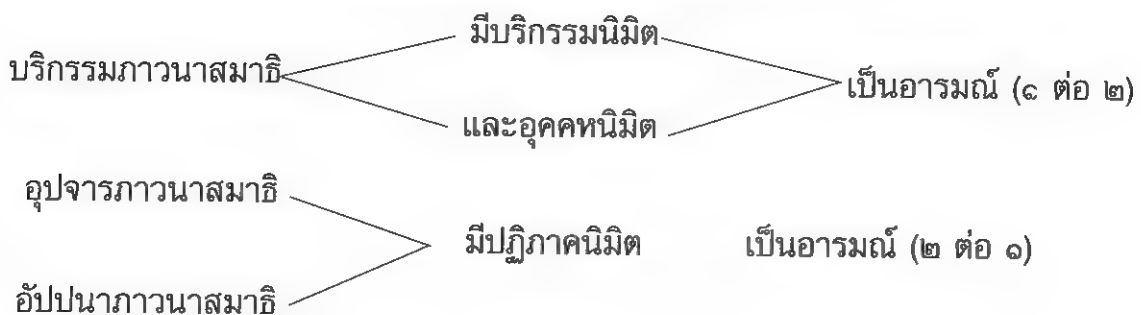 มีบริกรรมนิมิต
บริกรรมภาวนาสมาธิ
เป็นอารมณ์ (๑ ต่อ ๒)
และอุคคหนิมิต
อุปจารภาวนาสมาธิ
มีปฏิภาคนิมิต เป็นอารมณ์ (๒ ต่อ ๑)
อัปปนาภาวนาสมาธิ